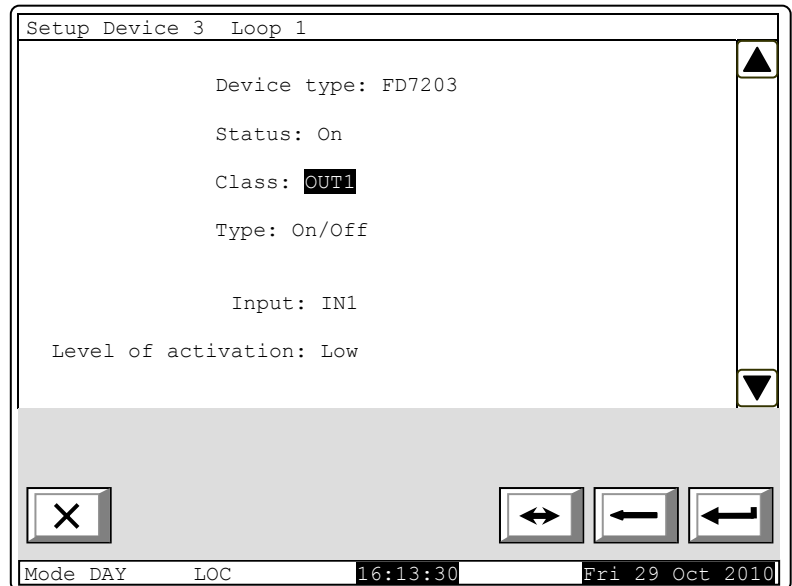 Setup Device 3 Loop 1
Device type: FD7203
Status: On
Class: OUT1
Type: On/Off
Input: IN1
Level of activation: Low
Mode DAY LOC 16:13:30 Fri 29 Oct 2010